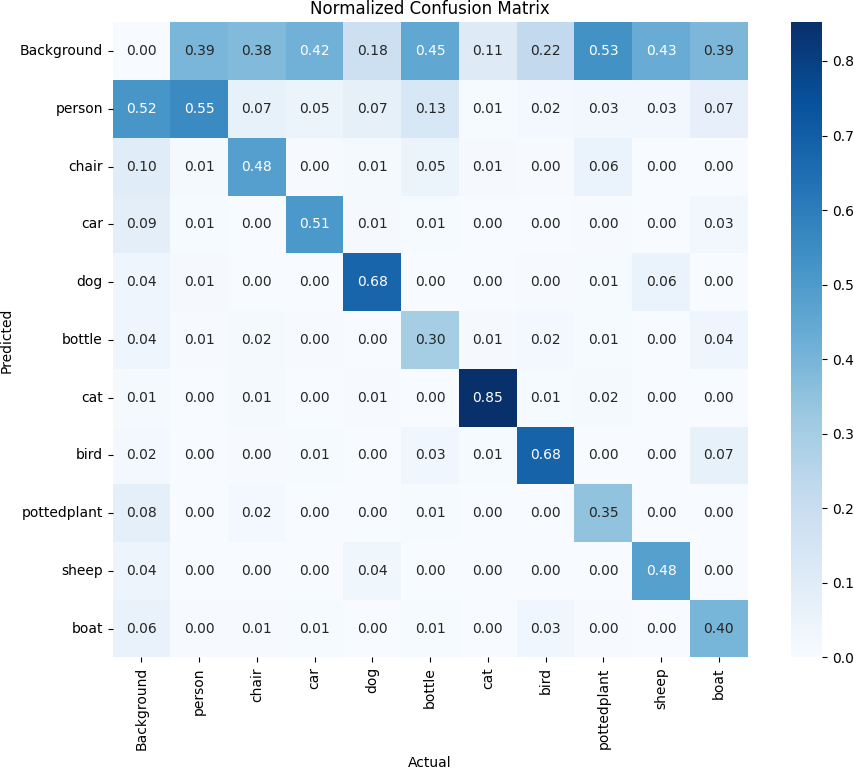 Normalized Confusion Matrix
Background 0.00 0.39 0.38 0.42 0.18 0.45 0.11 0.22 0.53 0.43 0.39
person 0.52 0.55 0.07 0.05 0.07 0.13 0.01 0.02 0.03 0.03 0.07
chair 0.10 0.01 0.48 0.00 0.01 0.05 0.01 0.00 0.06 0.00 0.00
car 0.09 0.01 0.00 0.51 0.01 0.01 0.00 0.00 0.00 0.00 0.03
dog 0.04 0.01 0.00 0.00 0.68 0.00 0.00 0.00 0.01 0.06 0.00
bottle 0.04 0.01 0.02 0.00 0.00 0.30 0.01 0.02 0.01 0.00 0.04
cat 0.01 0.00 0.01 0.00 0.01 0.00 0.85 0.01 0.02 0.00 0.00
bird 0.02 0.00 0.00 0.01 0.00 0.03 0.01 0.68 0.00 0.00 0.07
pottedplant 0.08 0.00 0.02 0.00 0.00 0.01 0.00 0.00 0.35 0.00 0.00
sheep 0.04 0.00 0.00 0.00 0.04 0.00 0.00 0.00 0.00 0.48 0.00
boat 0.06 0.00 0.01 0.01 0.00 0.01 0.00 0.03 0.00 0.00 0.40
Background person chair car dog bottle cat bird pottedplant sheep boat
Actual
Predicted
0.8
0.7
0.6
0.5
0.4
0.3
0.2
0.1
0.0